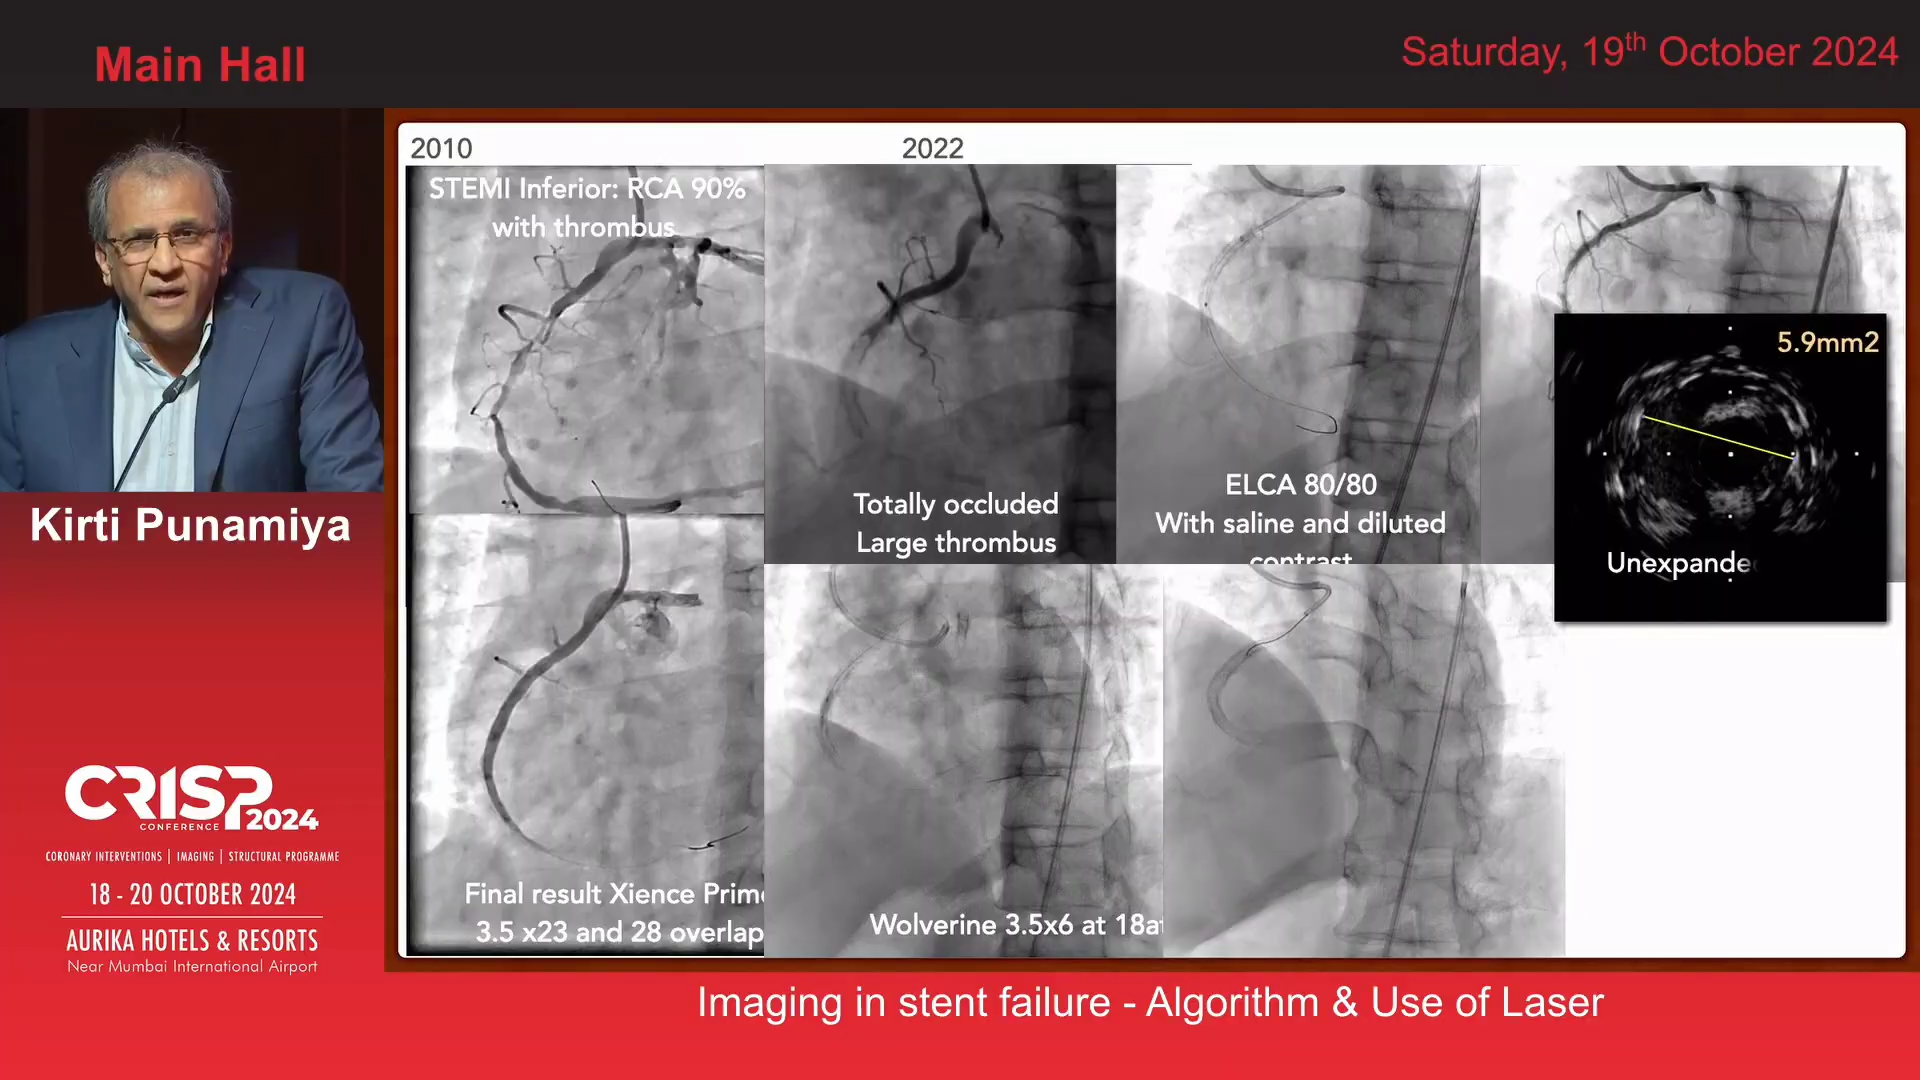 Main Hall
Saturday, 19th October 2024
2010
2022
STEMI Inferior: RCA 90%
with thrombus
Totally occluded
Large thrombus
ELCA 80/80
With saline and diluted
contrast
5.9mm2
Unexpande
Final result Xience Prime
3.5 x23 and 28 overlap
Wolverine 3.5x6 at 18at
Kirti Punamiya
CRISP
CONFERENCE 2024
CORONARY INTERVENTIONS | IMAGING | STRUCTURAL PROGRAMME
18 - 20 OCTOBER 2024
AURIKA HOTELS & RESORTS
Near Mumbai International Airport
Imaging in stent failure - Algorithm & Use of Laser